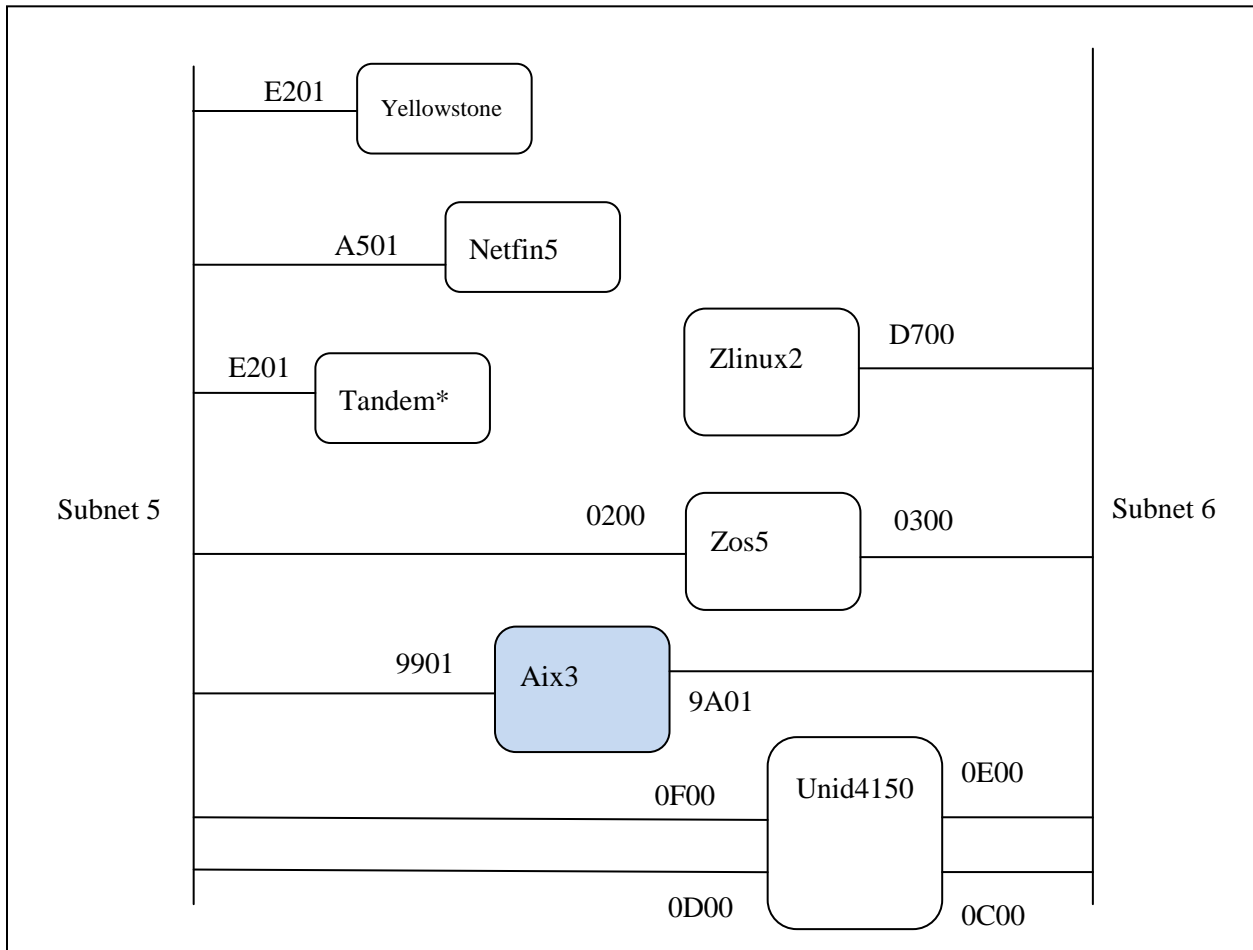 E201
Yellowstone
A501
Netfin5
D700
Zlinux2
E201
Tandem*
Subnet 5
0200
Zos5
0300
Subnet 6
9901
Aix3
9A01
0F00
Unid4150
0E00
0D00
0C00